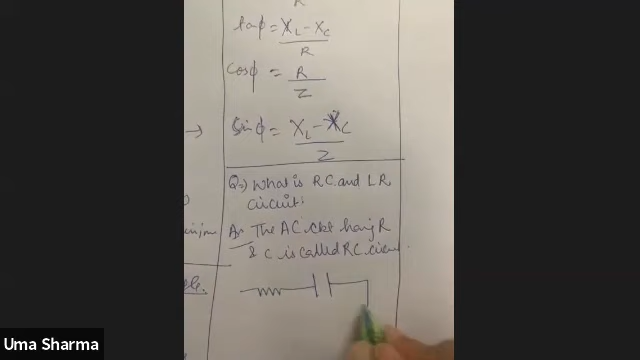 R
tanϕ = X_L - X_C
R
cosϕ = R
Z
→ Sinϕ = X_L - X_C
Z
Q.) What is RC and LR
circuit.
The AC ckt having R
& C is called RC
Uma Sharma